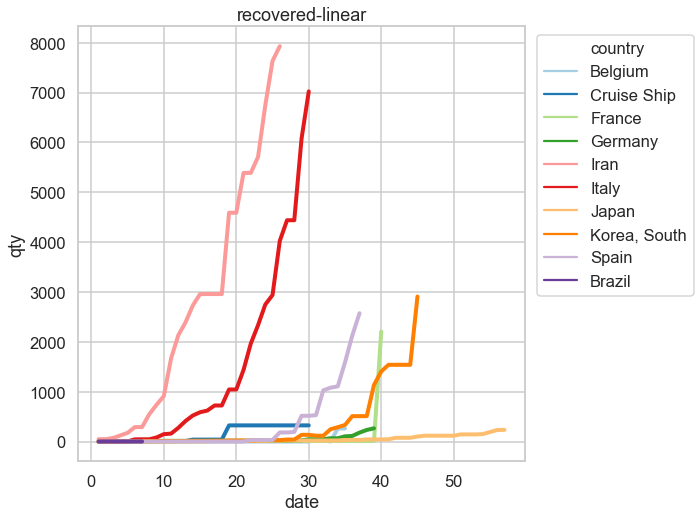 recovered-linear
qty
8000
7000
6000
5000
4000
3000
2000
1000
0
0
10
20
30
40
50
date
country
Belgium
Cruise Ship
France
Germany
Iran
Italy
Japan
Korea, South
Spain
Brazil